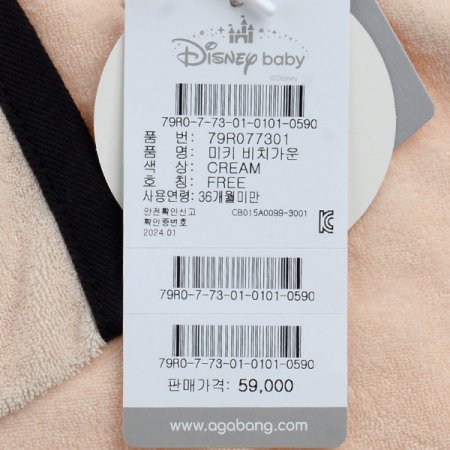 Disney baby
©Disney
79R0-7-73-01-0101-0590
품 번: 79R077301
품 명: 미키 비치가운
색 상: CREAM
호 칭: FREE
사용연령: 36개월미만
안전확인신고
확인증번호 CB015A0099-3001
2024.01
79R0-7-73-01-0101-0590
79R0-7-73-01-0101-0590
판매가격: 59,000
www.agabang.com